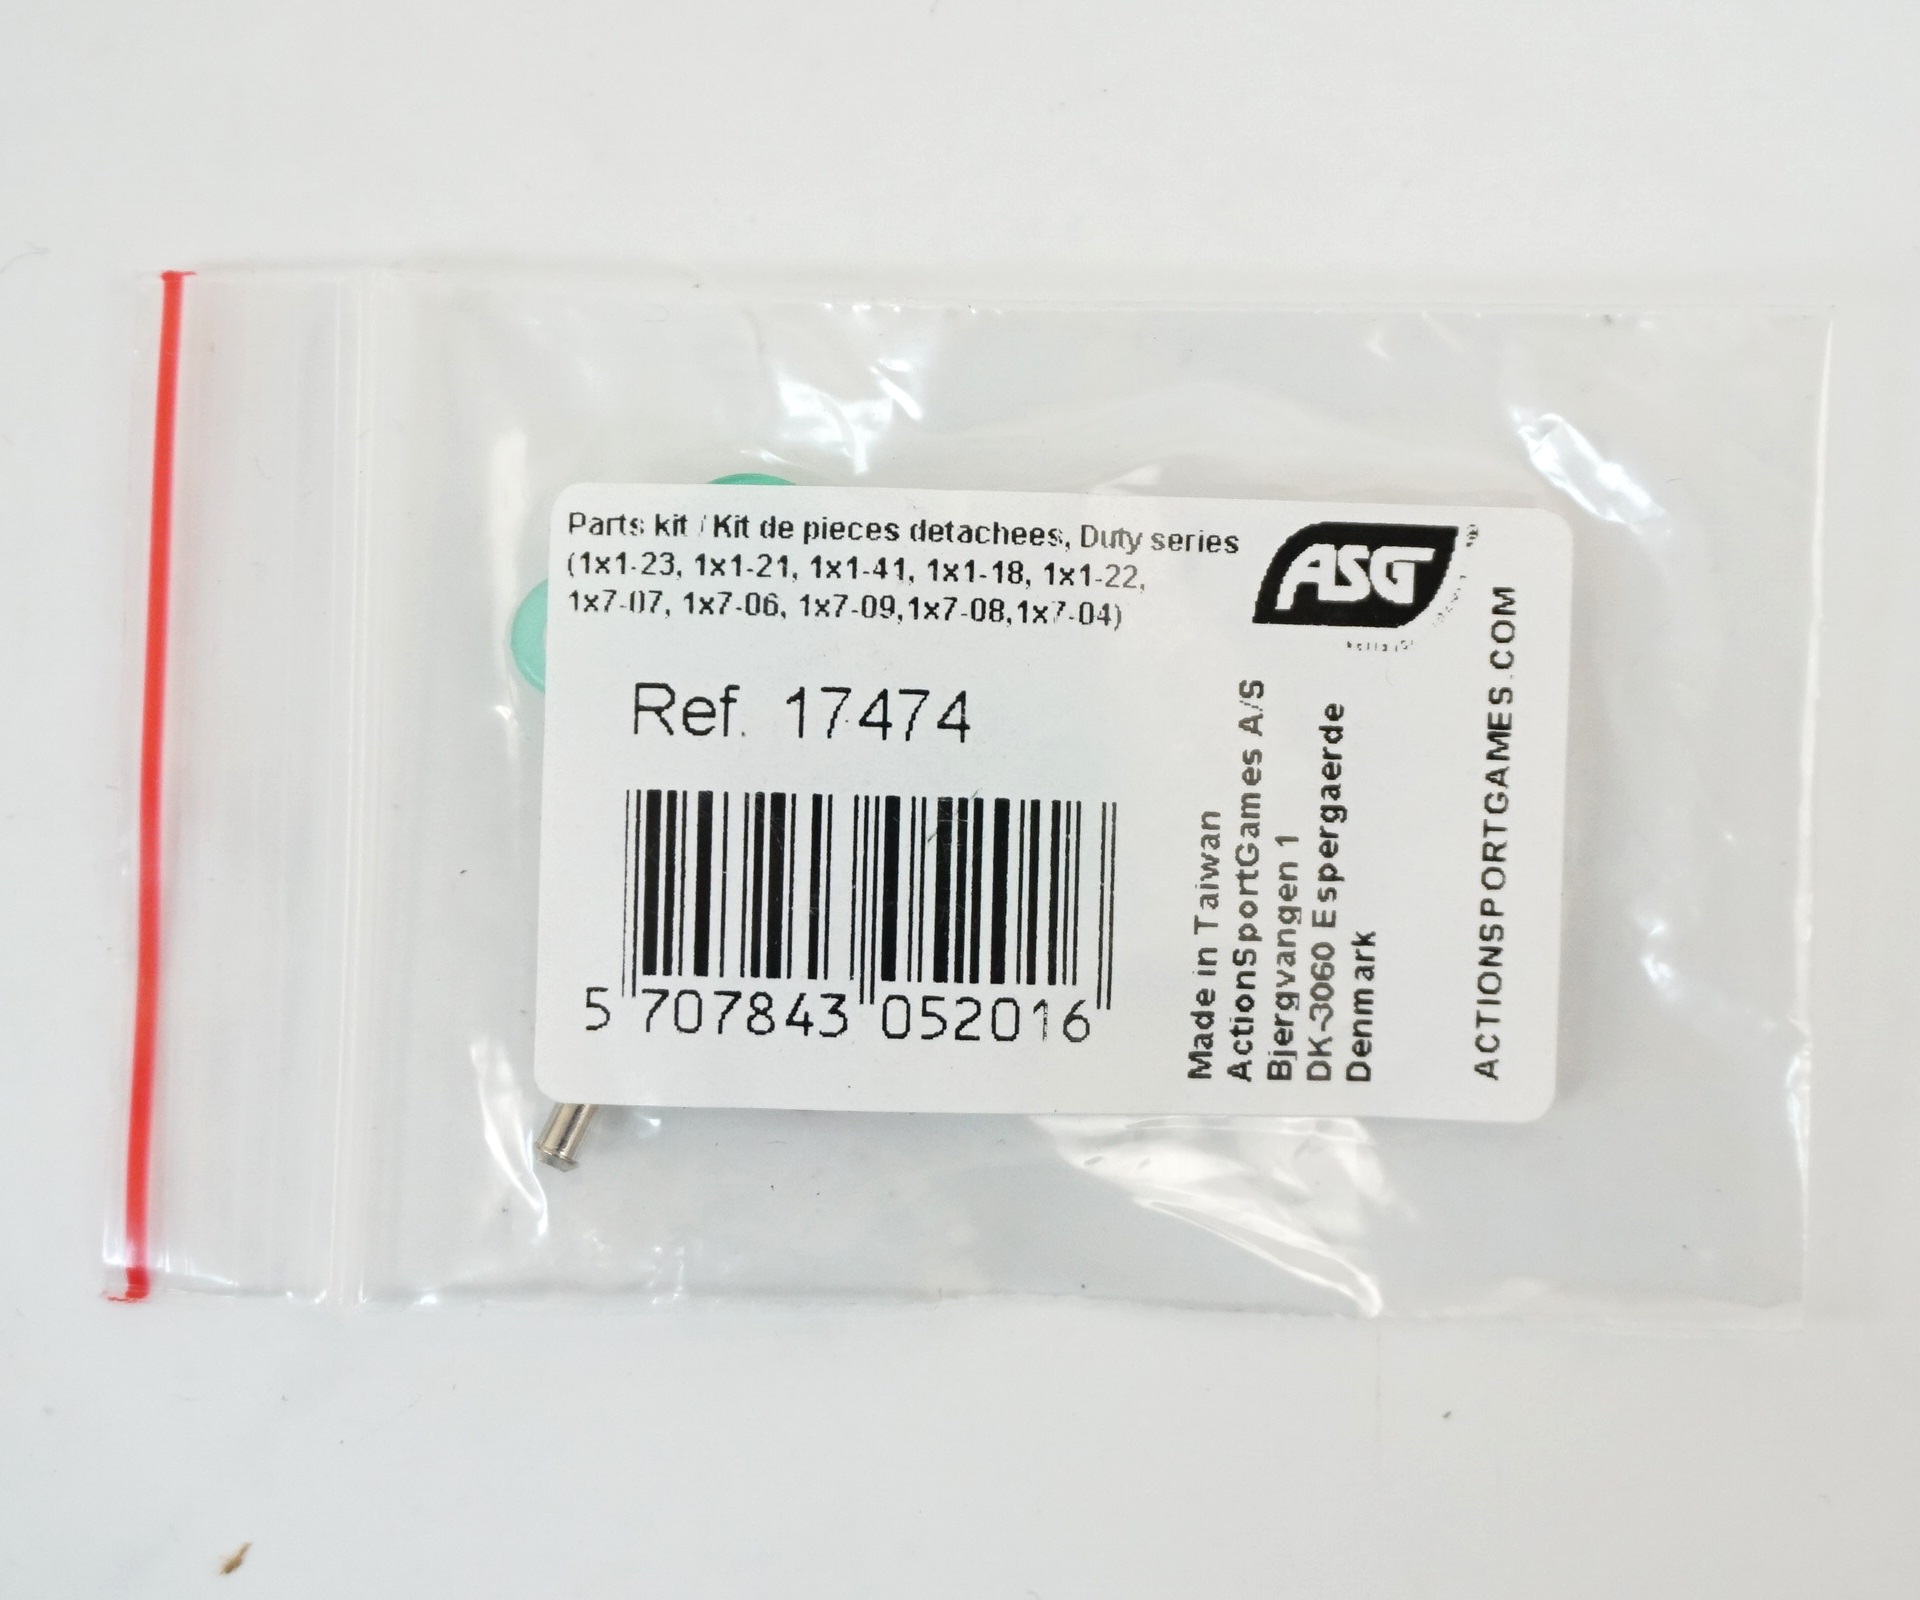 Parts kit / Kit de pieces detachees, Duty series
(1x1-23, 1x1-21, 1x1-41, 1x1-18, 1x1-22,
1x7-07, 1x7-06, 1x7-09,1x7-08,1x7-04)
ASG®
Ref. 17474
5 707843 052016
Made in Taiwan
ActionSportGames A/S
Bjergvangen 1
DK-3060 Espergaerde
Denmark
ACTIONSPORTGAMES.COM